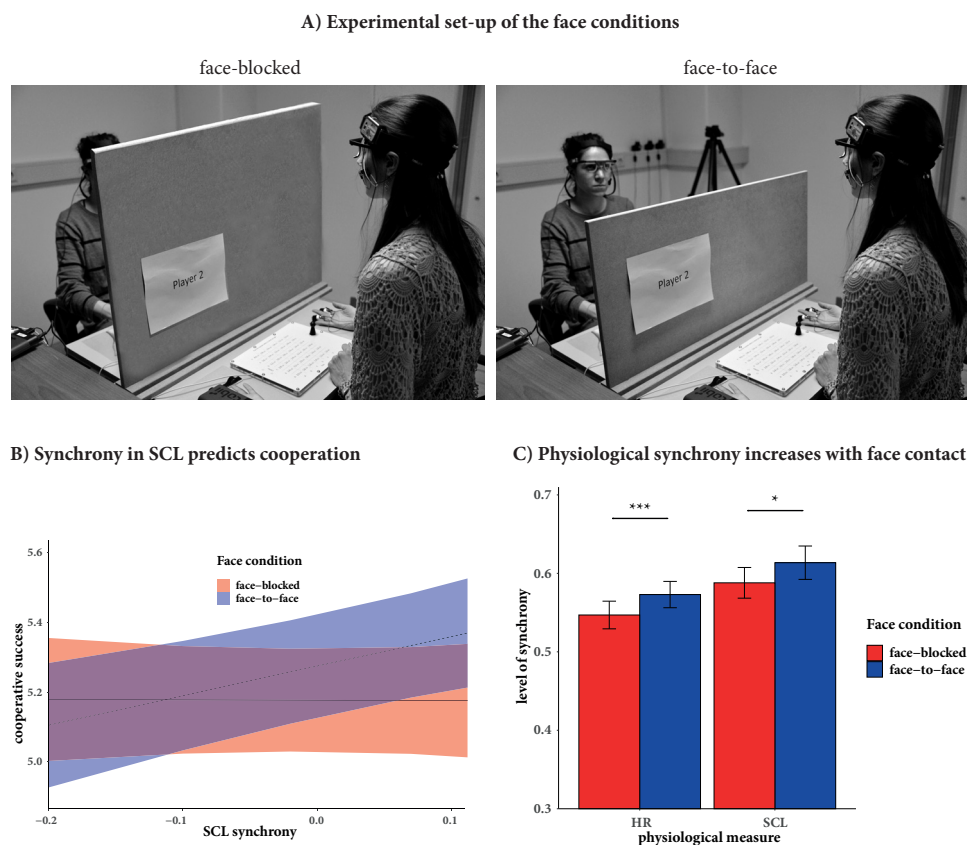 A) Experimental set-up of the face conditions
face-blocked
face-to-face
Player 2
Player 2
B) Synchrony in SCL predicts cooperation
5.6
5.4
5.2
5.0
cooperative success
Face condition
face−blocked
face−to−face
−0.2
−0.1
0.0
0.1
SCL synchrony
C) Physiological synchrony increases with face contact
0.7
0.6
0.5
0.4
0.3
level of synchrony
***
*
HR
SCL
physiological measure
Face condition
face−blocked
face−to−face